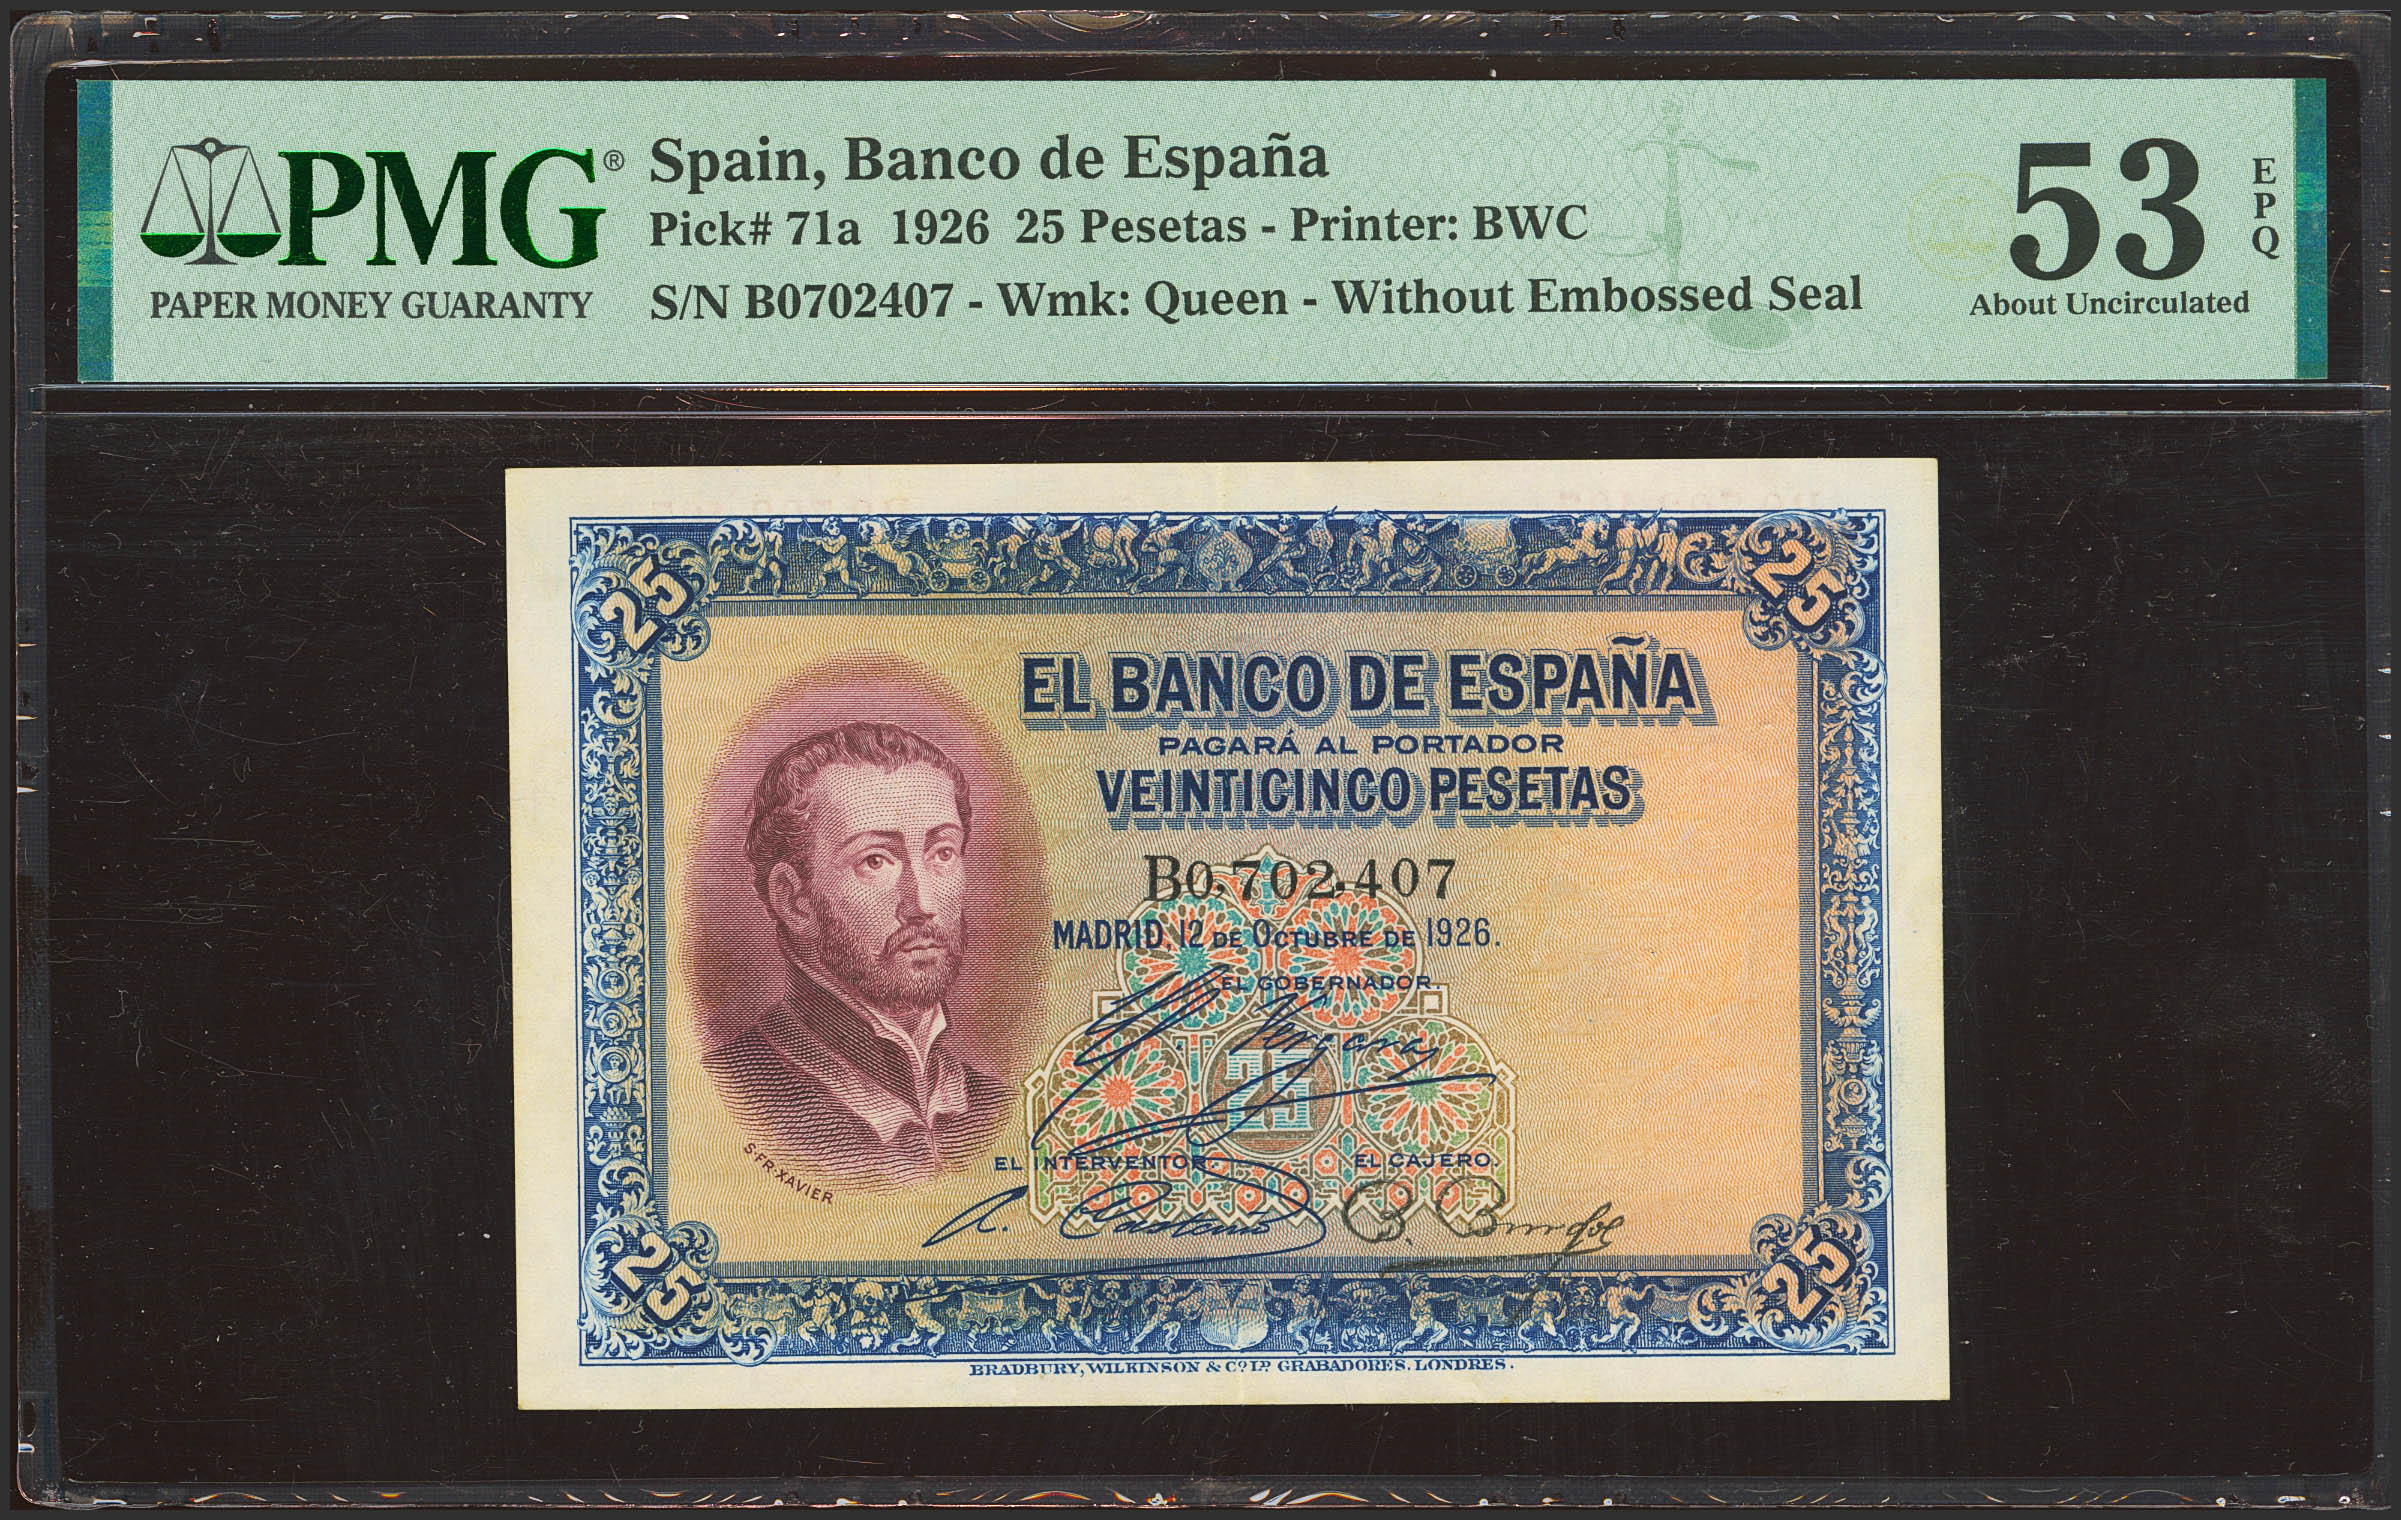 PMG®
PAPER MONEY GUARANTY
Spain, Banco de España
Pick# 71a 1926 25 Pesetas - Printer: BWC
S/N B0702407 - Wmk: Queen - Without Embossed Seal
53
EPQ
About Uncirculated
25
25
EL BANCO DE ESPAÑA
PAGARÁ AL PORTADOR
VEINTICINCO PESETAS
B0,702,407
MADRID, 12 DE OCTUBRE DE 1926.
EL GOBERNADOR.
25
S. FR. XAVIER
EL INTERVENTOR.
EL CAJERO.
25
25
BRADBURY, WILKINSON & Cº Lᴰ. GRABADORES. LONDRES.